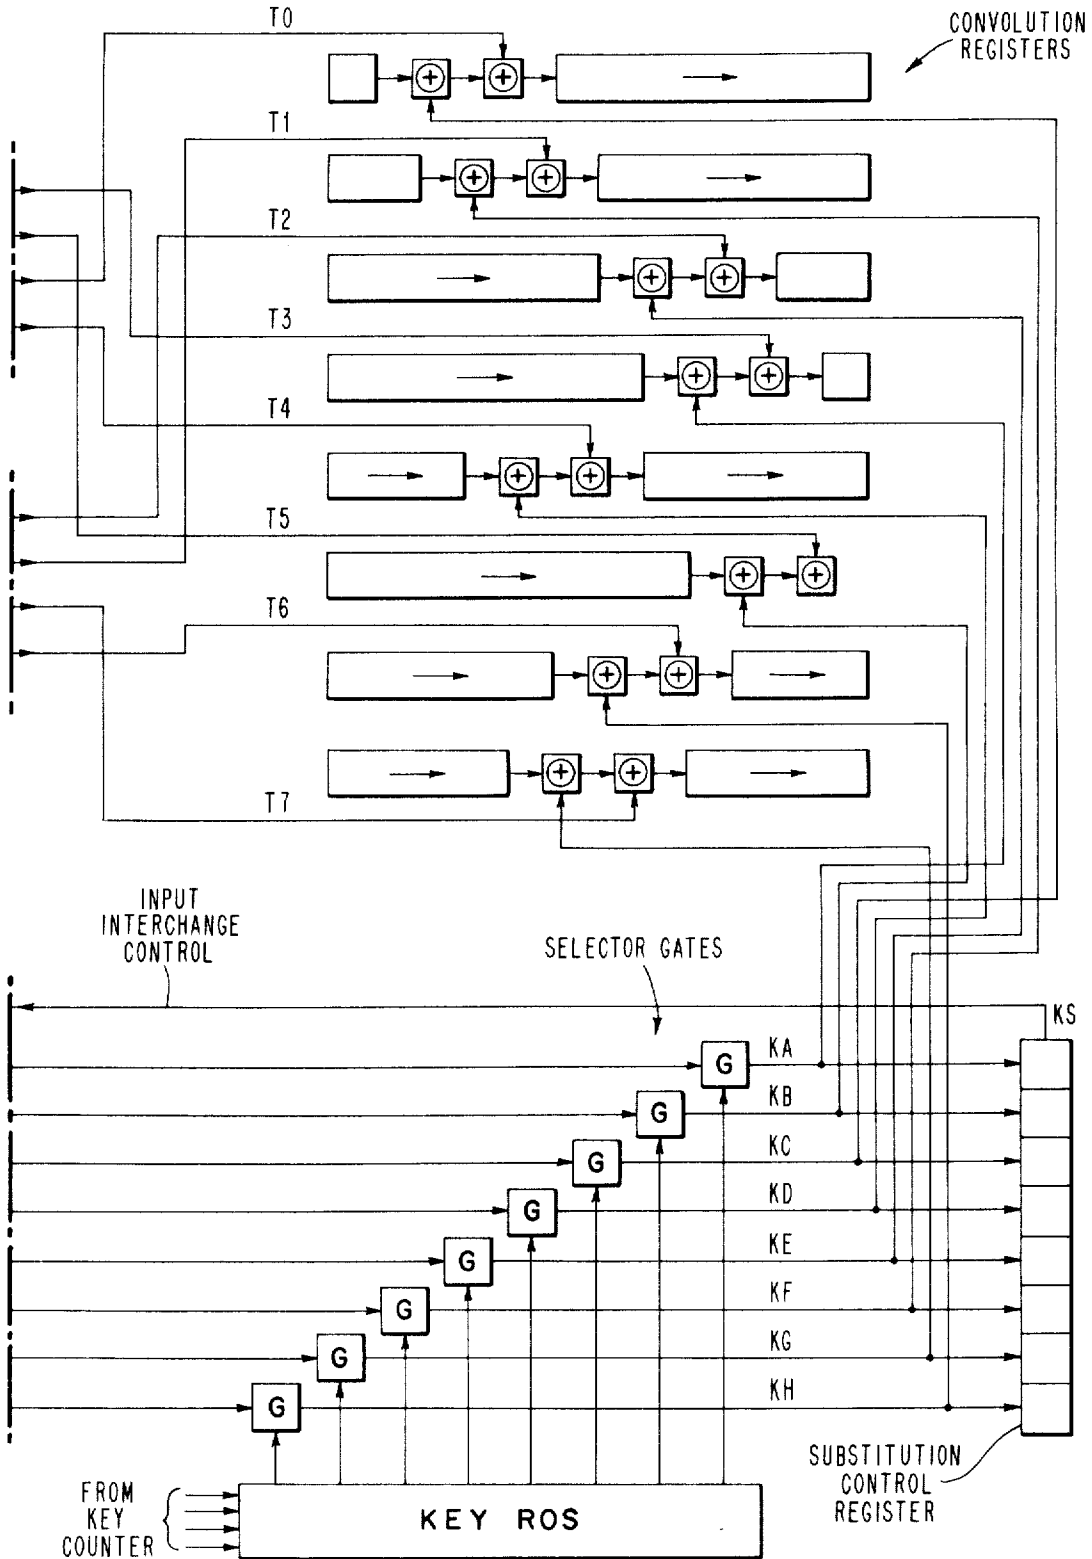 T0
CONVOLUTION
REGISTERS
T1
T2
T3
T4
T5
T6
T7
INPUT
INTERCHANGE
CONTROL
SELECTOR GATES
KS
G
KA
G
KB
G
KC
G
KD
G
KE
G
KF
G
KG
G
KH
SUBSTITUTION
CONTROL
REGISTER
FROM
KEY
COUNTER
KEY ROS